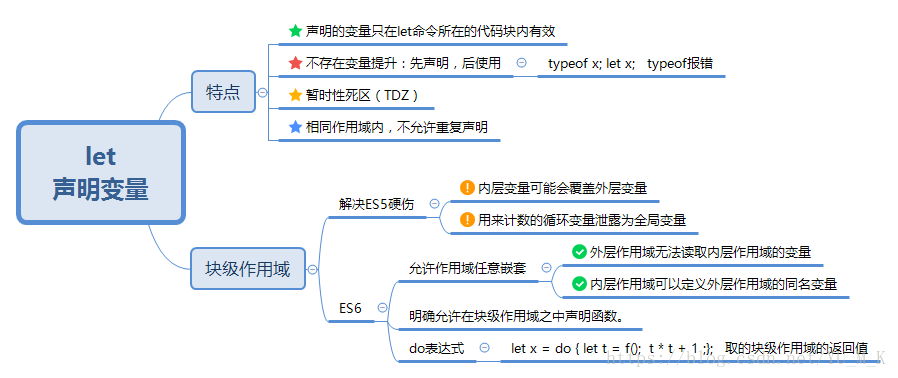 let
声明变量
特点
声明的变量只在let命令所在的代码块内有效
不存在变量提升：先声明，后使用
typeof x; let x; typeof报错
暂时性死区（TDZ）
相同作用域内，不允许重复声明
块级作用域
解决ES5硬伤
内层变量可能会覆盖外层变量
用来计数的循环变量泄露为全局变量
ES6
允许作用域任意嵌套
外层作用域无法读取内层作用域的变量
内层作用域可以定义外层作用域的同名变量
明确允许在块级作用域之中声明函数。
do表达式
let x = do { let t = f(); t * t + 1 ;}; 取的块级作用域的返回值